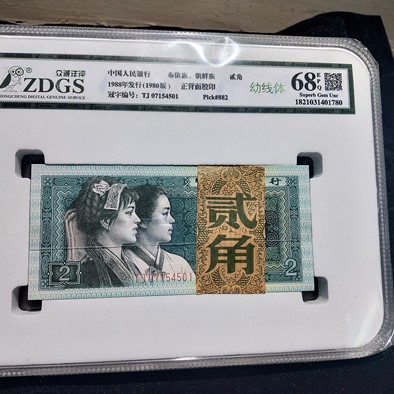 众诚评级
ZDGS
ZHONGCHENG DIGITAL GENUINE SERVICE
中国人民银行 布依族、朝鲜族 贰角
1988年发行(1980版) 正背面胶印
冠字编号: TJ 07154501 Pick#882
幼线体
68 EPQ
Superb Gem Unc
1821031401780
行
贰角
2
TJ07154501
2